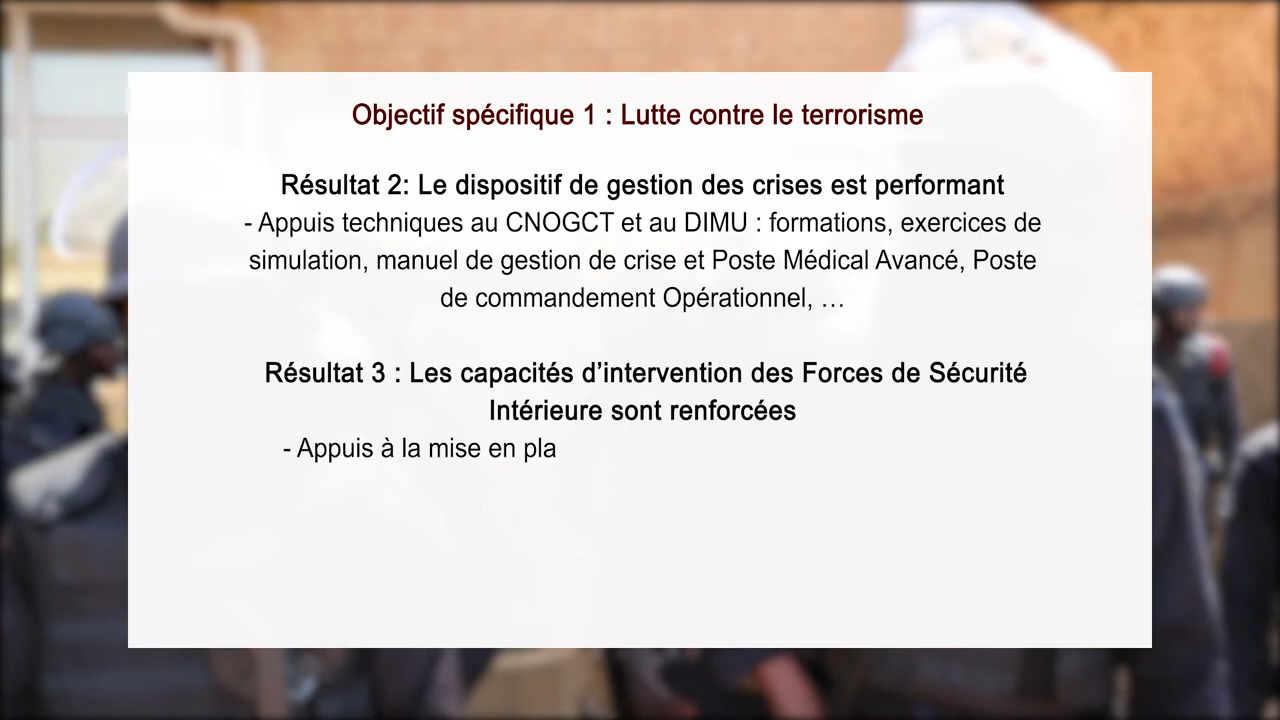 Objectif spécifique 1 : Lutte contre le terrorisme
Résultat 2: Le dispositif de gestion des crises est performant
- Appuis techniques au CNOGCT et au DIMU : formations, exercices de
simulation, manuel de gestion de crise et Poste Médical Avancé, Poste
de commandement Opérationnel, …
Résultat 3 : Les capacités d’intervention des Forces de Sécurité
Intérieure sont renforcées
- Appuis à la mise en pla